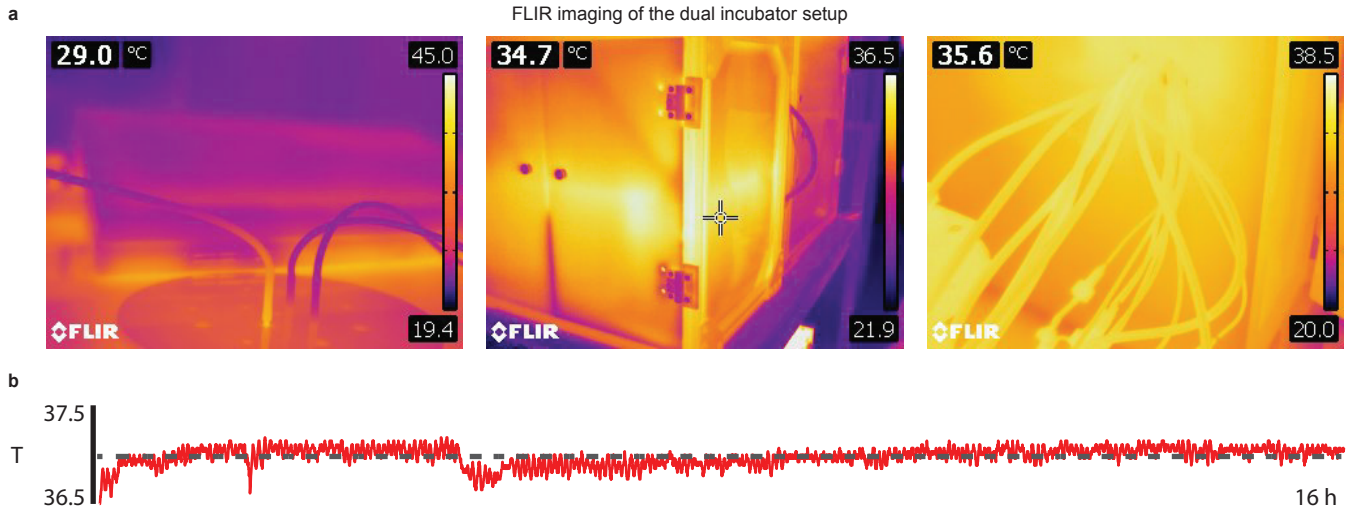 a
FLIR imaging of the dual incubator setup
29.0 °C
45.0
FLIR
19.4
34.7 °C
36.5
21.9
35.6 °C
38.5
FLIR
20.0
b
37.5
T
36.5
16 h